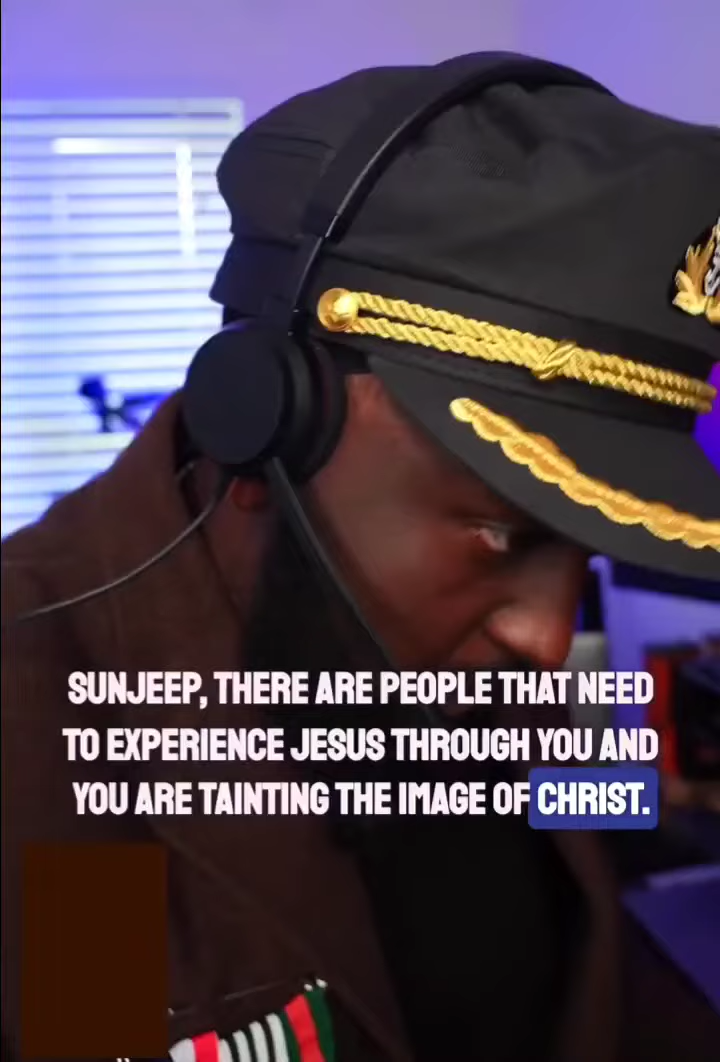 SUNJEEP, THERE ARE PEOPLE THAT NEED
TO EXPERIENCE JESUS THROUGH YOU AND
YOU ARE TAINTING THE IMAGE OF CHRIST.